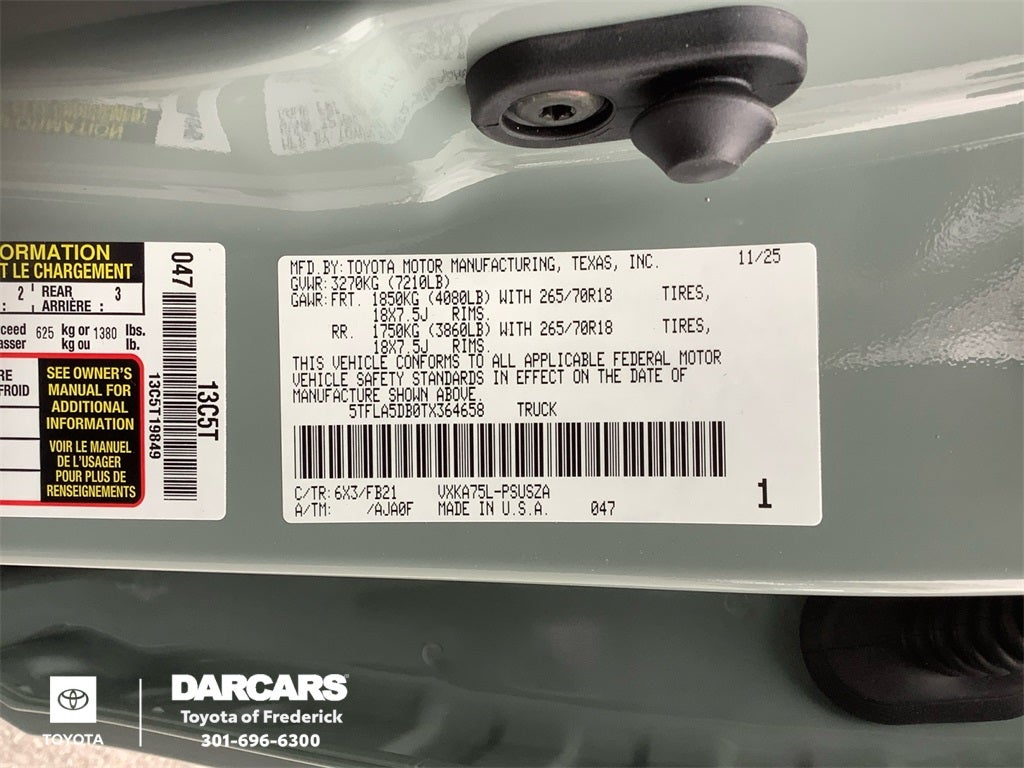 ORMATION
T LE CHARGEMENT
: 2 REAR 3
ARRIÈRE :
ceed 625 kg or 1380 lbs.
asser kg ou lb.
RE
FROID
SEE OWNER'S
MANUAL FOR
ADDITIONAL
INFORMATION
VOIR LE MANUEL
DE L'USAGER
POUR PLUS DE
RENSEIGNEMENTS
047
13C5T19849
13C5T
MFD.BY:TOYOTA MOTOR MANUFACTURING, TEXAS, INC. 11/25
GVWR:3270KG (7210LB)
GAWR:FRT. 1850KG (4080LB) WITH 265/70R18 TIRES,
18X7.5J RIMS.
RR. 1750KG (3860LB) WITH 265/70R18 TIRES,
18X7.5J RIMS.
THIS VEHICLE CONFORMS TO ALL APPLICABLE FEDERAL MOTOR
VEHICLE SAFETY STANDARDS IN EFFECT ON THE DATE OF
MANUFACTURE SHOWN ABOVE.
5TFLA5DB0TX364658 TRUCK
C/TR:6X3/FB21 VXKA75L-PSUSZA
A/TM: /AJA0F MADE IN U.S.A. 047
1
TOYOTA
DARCARS
Toyota of Frederick
301-696-6300